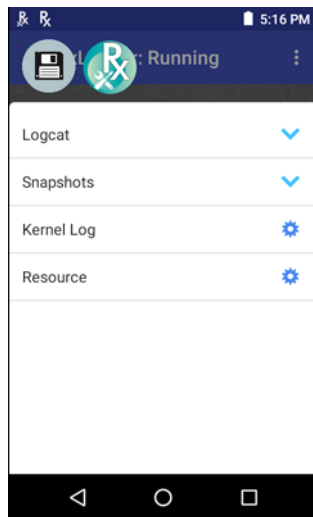 5:16 PM
: Running
Logcat
Snapshots
Kernel Log
Resource